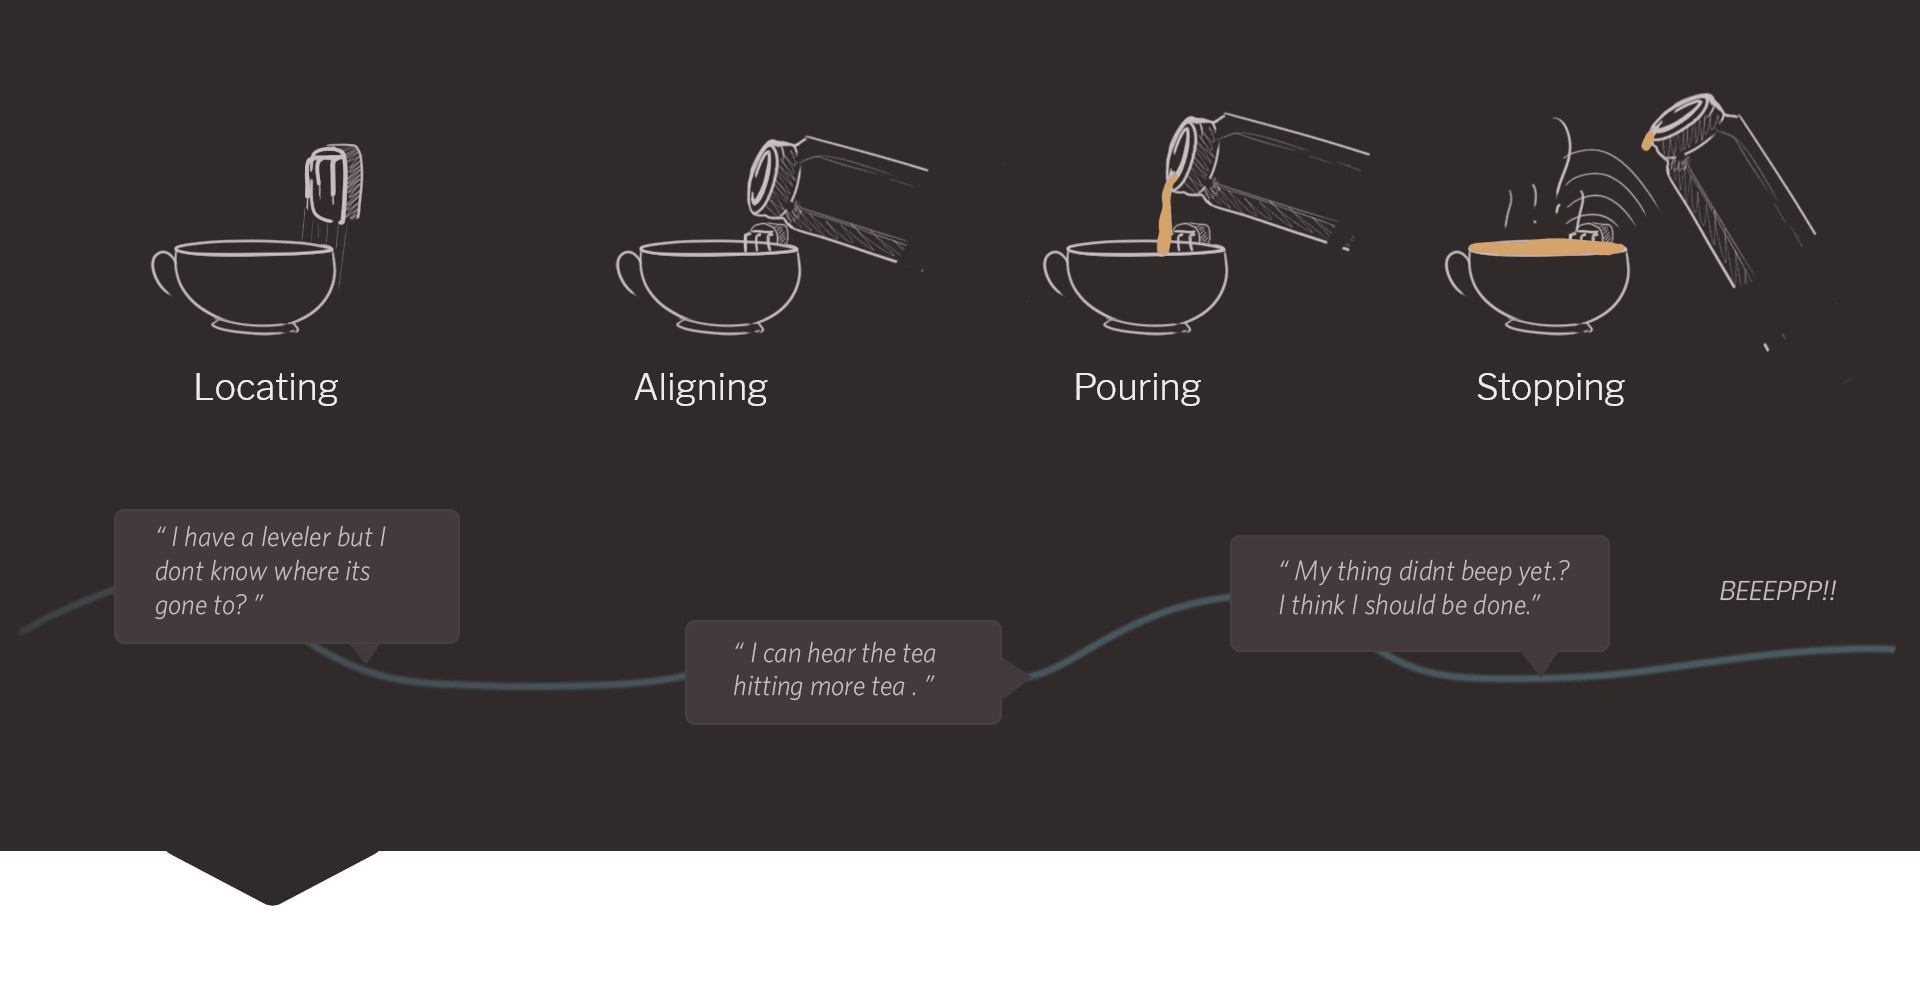 Locating
Aligning
Pouring
Stopping
“ I have a leveler but I
dont know where its
gone to? ”
“ I can hear the tea
hitting more tea . ”
“ My thing didnt beep yet.?
I think I should be done.”
BEEEPPP!!